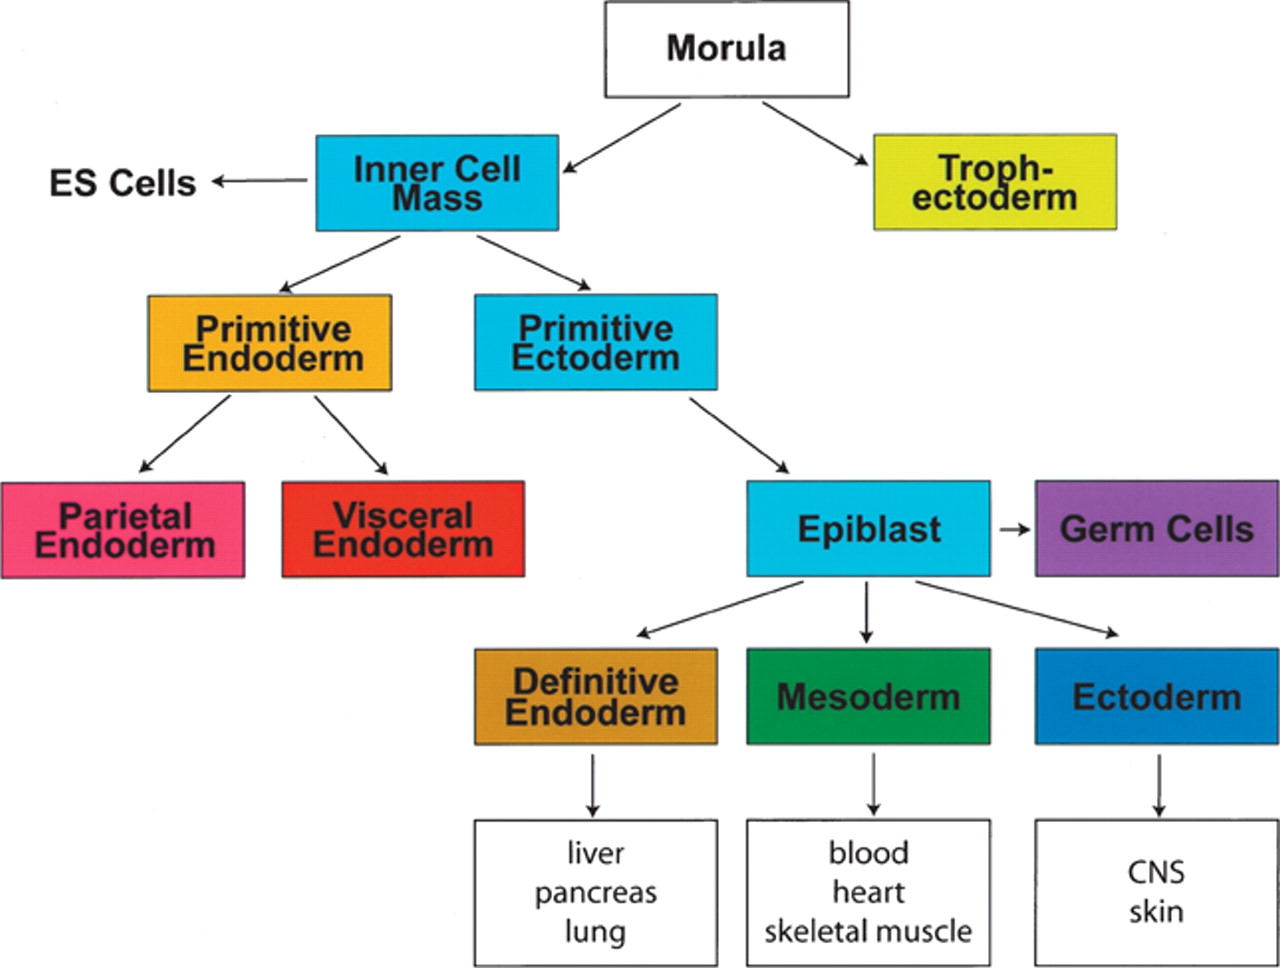 Morula
ES Cells
Inner Cell
Mass
Troph-
ectoderm
Primitive
Endoderm
Primitive
Ectoderm
Parietal
Endoderm
Visceral
Endoderm
Epiblast
Germ Cells
Definitive
Endoderm
Mesoderm
Ectoderm
liver
pancreas
lung
blood
heart
skeletal muscle
CNS
skin